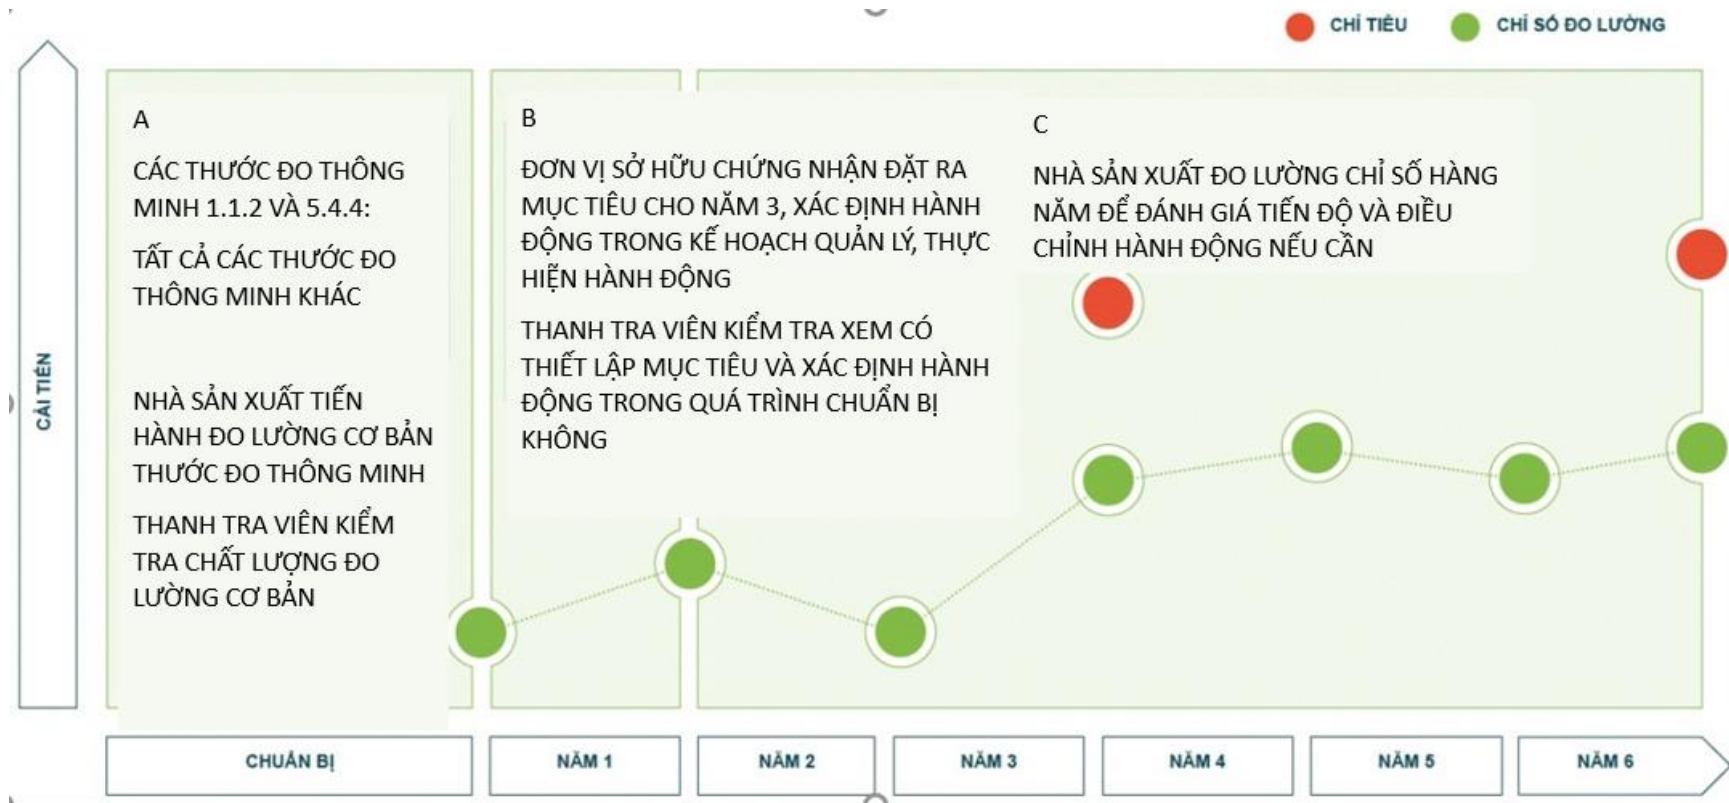 CHỈ TIÊU
CHỈ SỐ ĐO LƯỜNG
A
CÁC THƯỚC ĐO THÔNG
MINH 1.1.2 VÀ 5.4.4:
TẤT CẢ CÁC THƯỚC ĐO
THÔNG MINH KHÁC
NHÀ SẢN XUẤT TIẾN
HÀNH ĐO LƯỜNG CƠ BẢN
THƯỚC ĐO THÔNG MINH
THANH TRA VIÊN KIỂM
TRA CHẤT LƯỢNG ĐO
LƯỜNG CƠ BẢN
B
ĐƠN VỊ SỞ HỮU CHỨNG NHẬN ĐẶT RA
MỤC TIÊU CHO NĂM 3, XÁC ĐỊNH HÀNH
ĐỘNG TRONG KẾ HOẠCH QUẢN LÝ, THỰC
HIỆN HÀNH ĐỘNG
THANH TRA VIÊN KIỂM TRA XEM CÓ
THIẾT LẬP MỤC TIÊU VÀ XÁC ĐỊNH HÀNH
ĐỘNG TRONG QUÁ TRÌNH CHUẨN BỊ
KHÔNG
C
NHÀ SẢN XUẤT ĐO LƯỜNG CHỈ SỐ HÀNG
NĂM ĐỂ ĐÁNH GIÁ TIẾN ĐỘ VÀ ĐIỀU
CHỈNH HÀNH ĐỘNG NẾU CẦN
CẢI TIẾN
CHUẨN BỊ
NĂM 1
NĂM 2
NĂM 3
NĂM 4
NĂM 5
NĂM 6